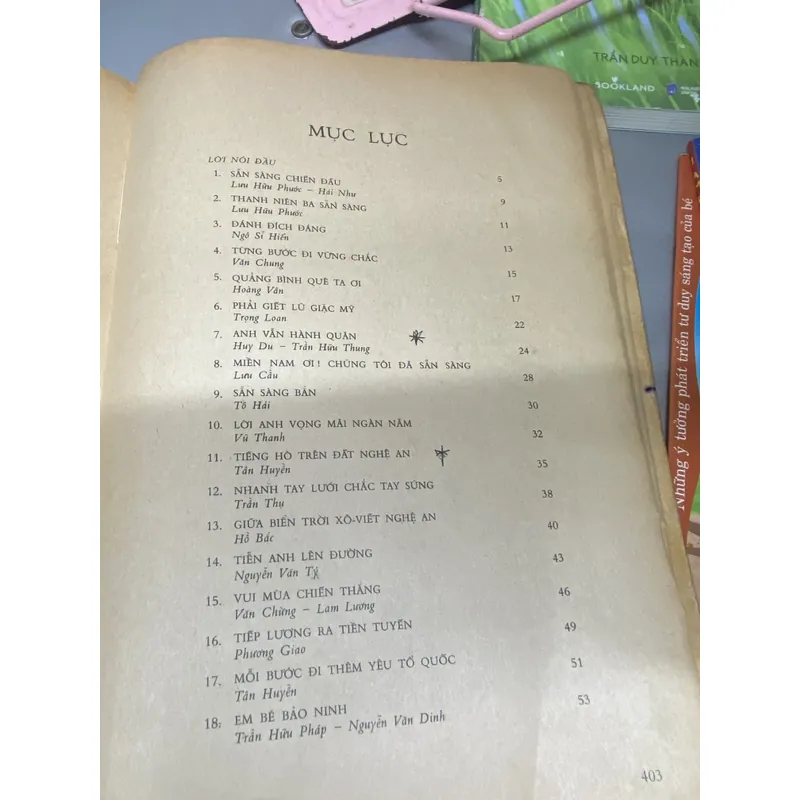 TRẦN DUY THAN
BOOKLAND
MỤC LỤC
LỜI NÓI ĐẦU
1. SẴN SÀNG CHIẾN ĐẤU 5
Lưu Hữu Phước – Hải Như
2. THANH NIÊN BA SẴN SÀNG 9
Lưu Hữu Phước
3. ĐÁNH ĐÍCH ĐÁNG 11
Ngô Sĩ Hiển
4. TỪNG BƯỚC ĐI VỮNG CHẮC 13
Văn Chung
5. QUẢNG BÌNH QUÊ TA ƠI 15
Hoàng Vân
6. PHẢI GIẾT LŨ GIẶC MỸ 17
Trọng Loan
7. ANH VẪN HÀNH QUÂN 22
Huy Du – Trần Hữu Thung
8. MIỀN NAM ƠI! CHÚNG TÔI ĐÃ SẴN SÀNG 24
Lưu Cầu
9. SẴN SÀNG BẮN 28
Tô Hải
10. LỜI ANH VỌNG MÃI NGÀN NĂM 30
Vũ Thanh
11. TIẾNG HÒ TRÊN ĐẤT NGHỆ AN 32
Tân Huyền
12. NHANH TAY LƯỚI CHẮC TAY SÚNG 35
Trần Thụ
13. GIỮA BIỂN TRỜI XÔ-VIẾT NGHỆ AN 38
Hồ Bắc
14. TIỄN ANH LÊN ĐƯỜNG 40
Nguyễn Văn Tý
15. VUI MÙA CHIẾN THẮNG 43
Văn Chừng – Lam Lương
16. TIẾP LƯƠNG RA TIỀN TUYẾN 46
Phương Giao
17. MỖI BƯỚC ĐI THÊM YÊU TỔ QUỐC 49
Tân Huyền
18. EM BÉ BẢO NINH 51
Trần Hữu Pháp – Nguyễn Văn Dinh
53
403
Những ý tưởng phát triển tư duy sáng tạo của bé